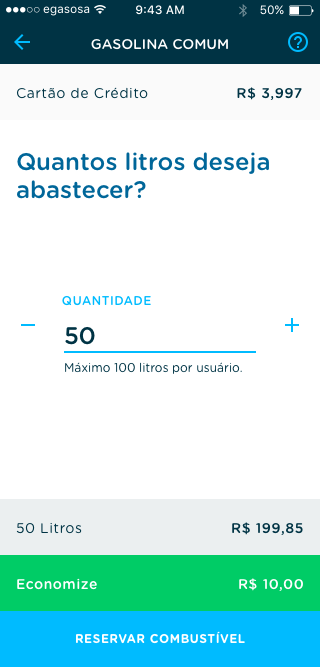 egasosa 9:43 AM 50%
GASOLINA COMUM
Cartão de Crédito R$ 3,997
Quantos litros deseja
abastecer?
QUANTIDADE
50
Máximo 100 litros por usuário.
50 Litros R$ 199,85
Economize R$ 10,00
RESERVAR COMBUSTÍVEL